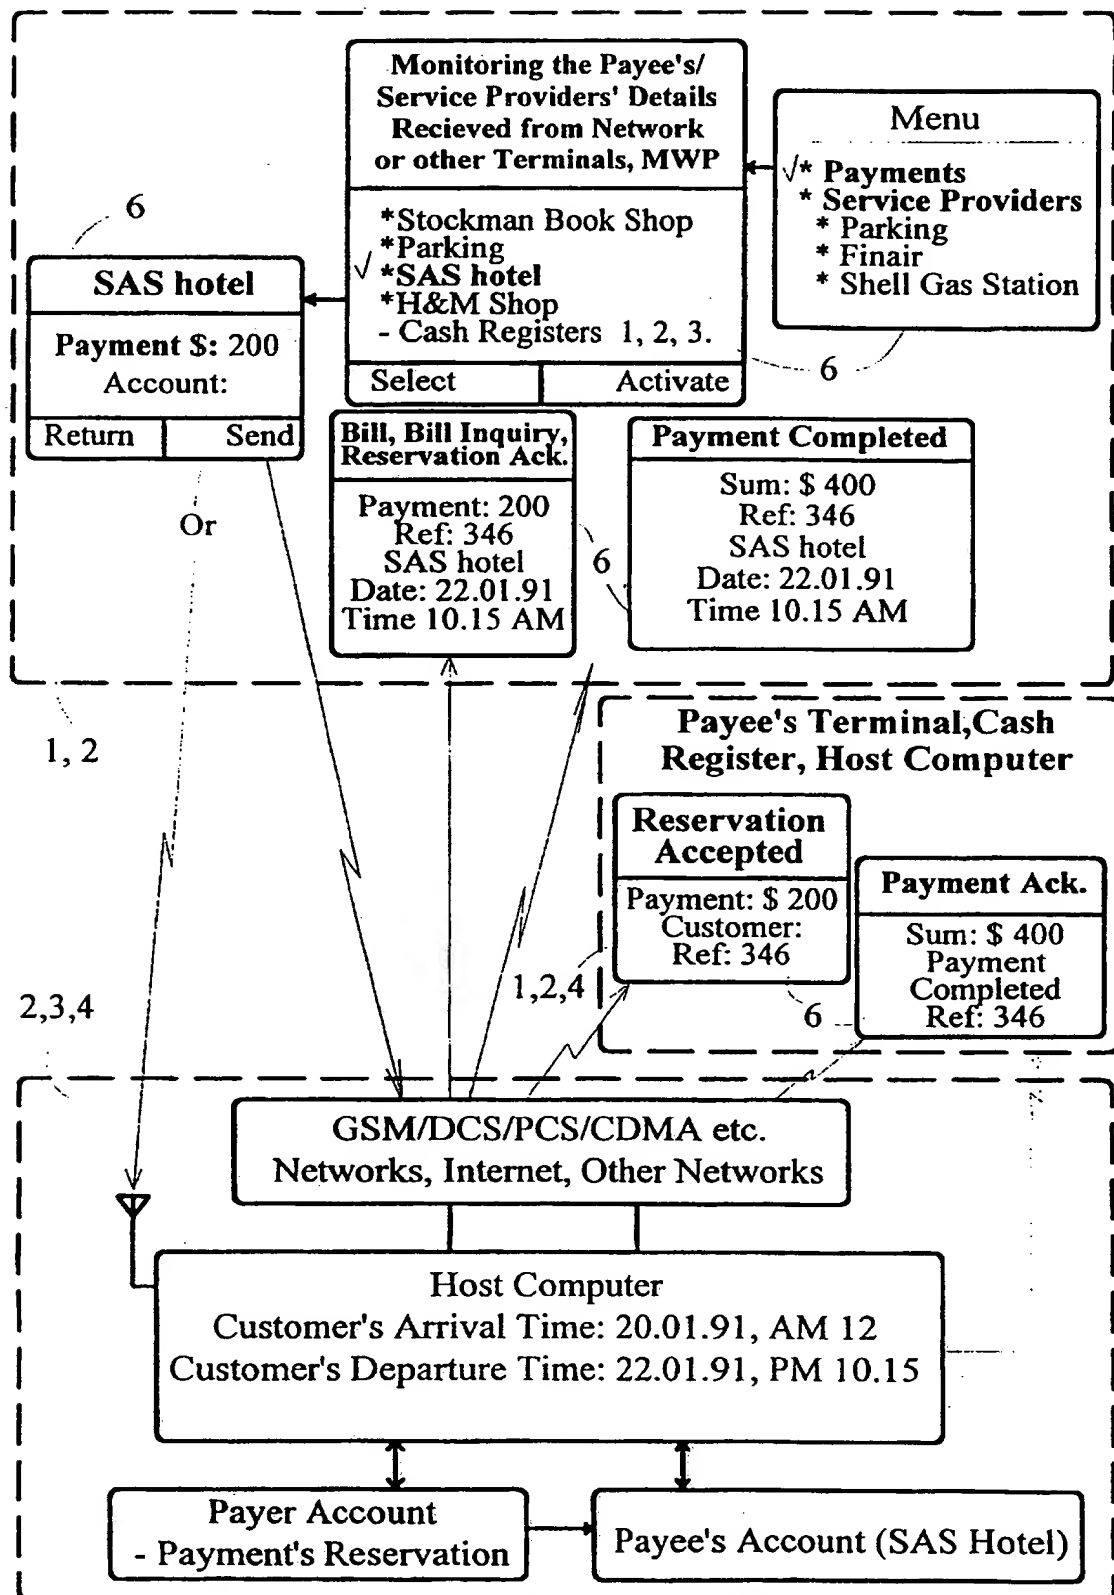 Monitoring the Payee's/
Service Providers' Details
Recieved from Network
or other Terminals, MWP
*Stockman Book Shop
*Parking
√ *SAS hotel
*H&M Shop
- Cash Registers 1, 2, 3.
Select Activate
Menu
√* Payments
* Service Providers
* Parking
* Finair
* Shell Gas Station
6
6
SAS hotel
Payment $: 200
Account:
Return Send
Or
Bill, Bill Inquiry,
Reservation Ack.
Payment: 200
Ref: 346
SAS hotel
Date: 22.01.91
Time 10.15 AM
6
Payment Completed
Sum: $ 400
Ref: 346
SAS hotel
Date: 22.01.91
Time 10.15 AM
1, 2
Payee's Terminal,Cash
Register, Host Computer
Reservation
Accepted
Payment: $ 200
Customer:
Ref: 346
Payment Ack.
Sum: $ 400
Payment
Completed
Ref: 346
1,2,4
6
2,3,4
GSM/DCS/PCS/CDMA etc.
Networks, Internet, Other Networks
Host Computer
Customer's Arrival Time: 20.01.91, AM 12
Customer's Departure Time: 22.01.91, PM 10.15
Payer Account
- Payment's Reservation
Payee's Account (SAS Hotel)